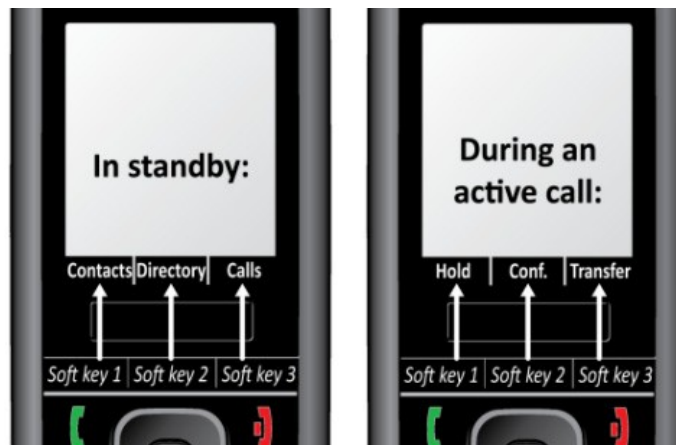 In standby:
Contacts Directory Calls
Soft key 1 Soft key 2 Soft key 3
During an
active call:
Hold Conf. Transfer
Soft key 1 Soft key 2 Soft key 3